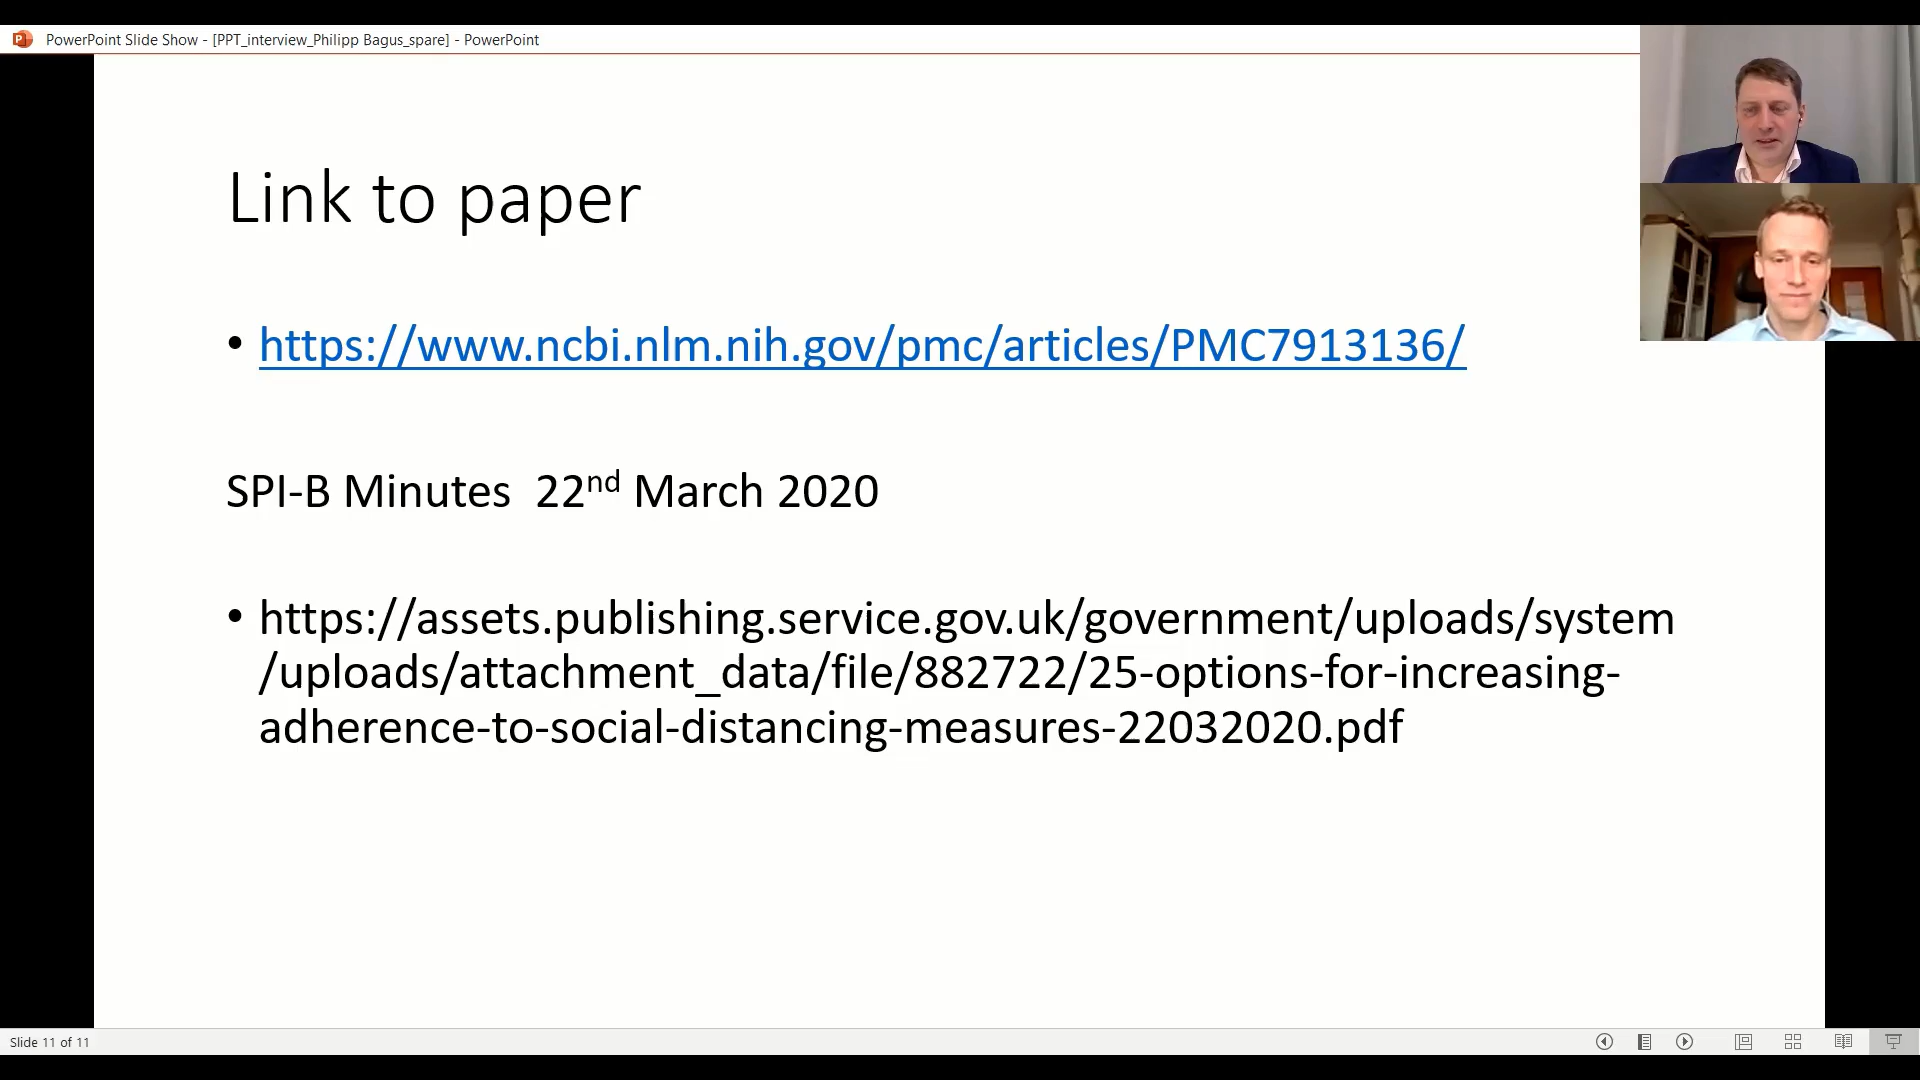 PowerPoint Slide Show - [PPT_interview_Philipp Bagus_spare] - PowerPoint
Link to paper
• https://www.ncbi.nlm.nih.gov/pmc/articles/PMC7913136/
SPI-B Minutes 22nd March 2020
• https://assets.publishing.service.gov.uk/government/uploads/system
/uploads/attachment_data/file/882722/25-options-for-increasing-
adherence-to-social-distancing-measures-22032020.pdf
Slide 11 of 11